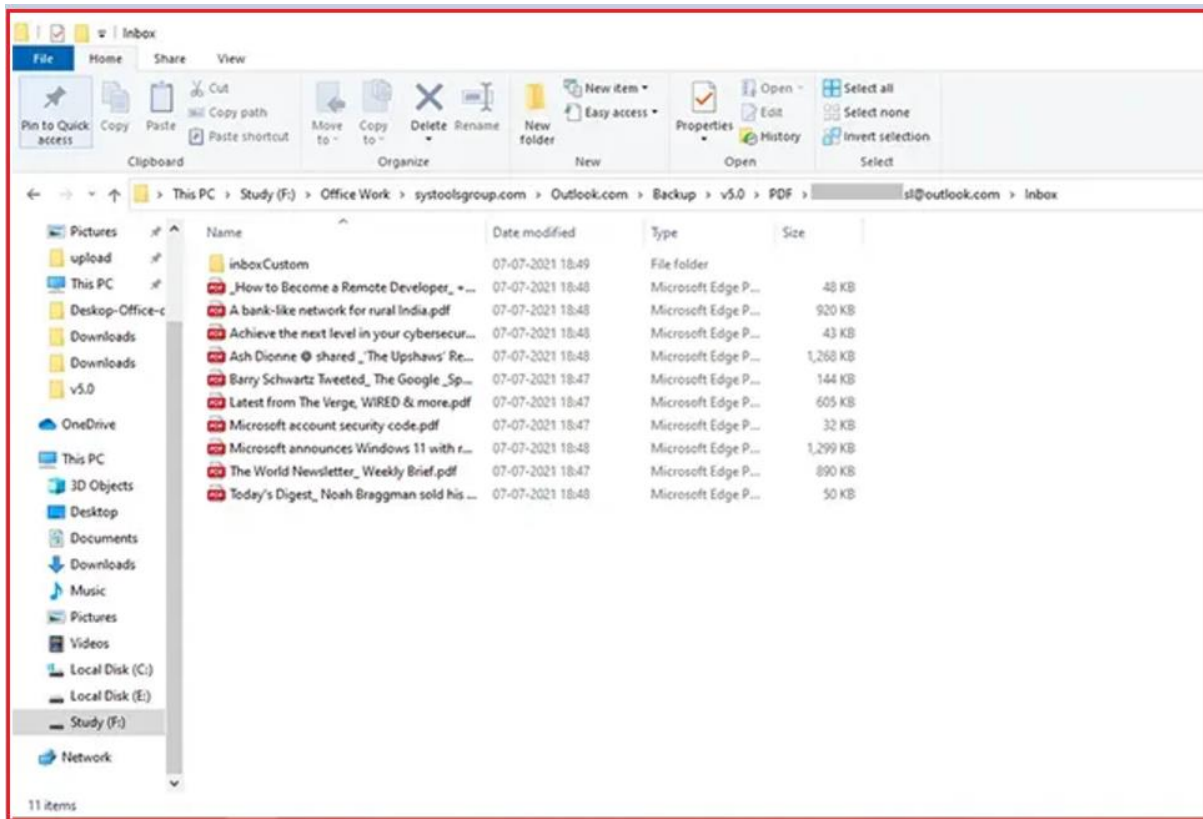 Inbox
File Home Share View
Pin to Quick access
Copy
Paste
Cut
Copy path
Paste shortcut
Clipboard
Move to
Copy to
Delete
Rename
Organize
New folder
New item
Easy access
New
Properties
Open
Edit
History
Open
Select all
Select none
Invert selection
Select
This PC > Study (F:) > Office Work > systoolsgroup.com > Outlook.com > Backup > v5.0 > PDF > sl@outlook.com > Inbox
Pictures
upload
This PC
Deskop-Office-c
Downloads
Downloads
v5.0
OneDrive
This PC
3D Objects
Desktop
Documents
Downloads
Music
Pictures
Videos
Local Disk (C:)
Local Disk (E:)
Study (F:)
Network
Name Date modified Type Size
inboxCustom 07-07-2021 18:49 File folder
_How to Become a Remote Developer_ +... 07-07-2021 18:48 Microsoft Edge P... 48 KB
A bank-like network for rural India.pdf 07-07-2021 18:48 Microsoft Edge P... 920 KB
Achieve the next level in your cybersecur... 07-07-2021 18:48 Microsoft Edge P... 43 KB
Ash Dionne @ shared _'The Upshaws' Re... 07-07-2021 18:48 Microsoft Edge P... 1,268 KB
Barry Schwartz Tweeted_ The Google _Sp... 07-07-2021 18:47 Microsoft Edge P... 144 KB
Latest from The Verge, WIRED & more.pdf 07-07-2021 18:47 Microsoft Edge P... 605 KB
Microsoft account security code.pdf 07-07-2021 18:47 Microsoft Edge P... 32 KB
Microsoft announces Windows 11 with r... 07-07-2021 18:48 Microsoft Edge P... 1,299 KB
The World Newsletter_ Weekly Brief.pdf 07-07-2021 18:47 Microsoft Edge P... 890 KB
Today's Digest_ Noah Braggman sold his ... 07-07-2021 18:48 Microsoft Edge P... 50 KB
11 items